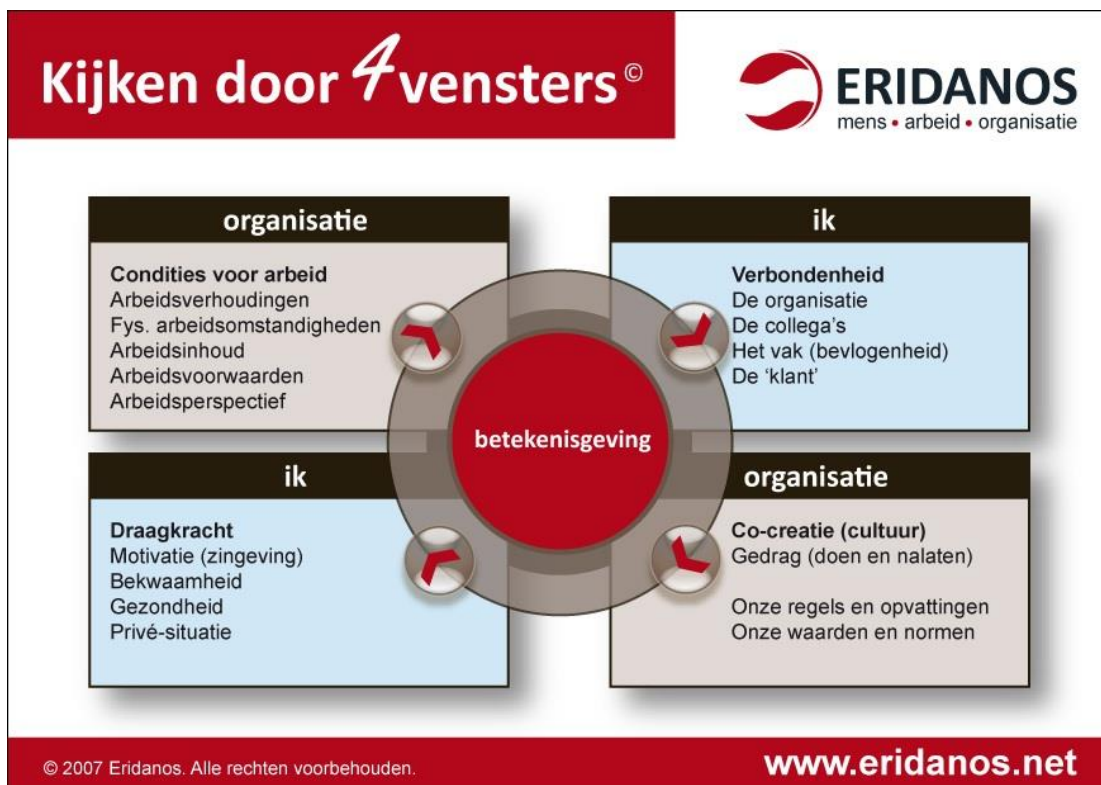 Kijken door 4 vensters©
ERIDANOS
mens • arbeid • organisatie
organisatie
Condities voor arbeid
Arbeidsverhoudingen
Fys. arbeidsomstandigheden
Arbeidsinhoud
Arbeidsvoorwaarden
Arbeidsperspectief
ik
Verbondenheid
De organisatie
De collega's
Het vak (bevlogenheid)
De ‘klant’
betekenisgeving
ik
Draagkracht
Motivatie (zingeving)
Bekwaamheid
Gezondheid
Privé-situatie
organisatie
Co-creatie (cultuur)
Gedrag (doen en nalaten)
Onze regels en opvattingen
Onze waarden en normen
© 2007 Eridanos. Alle rechten voorbehouden.
www.eridanos.net